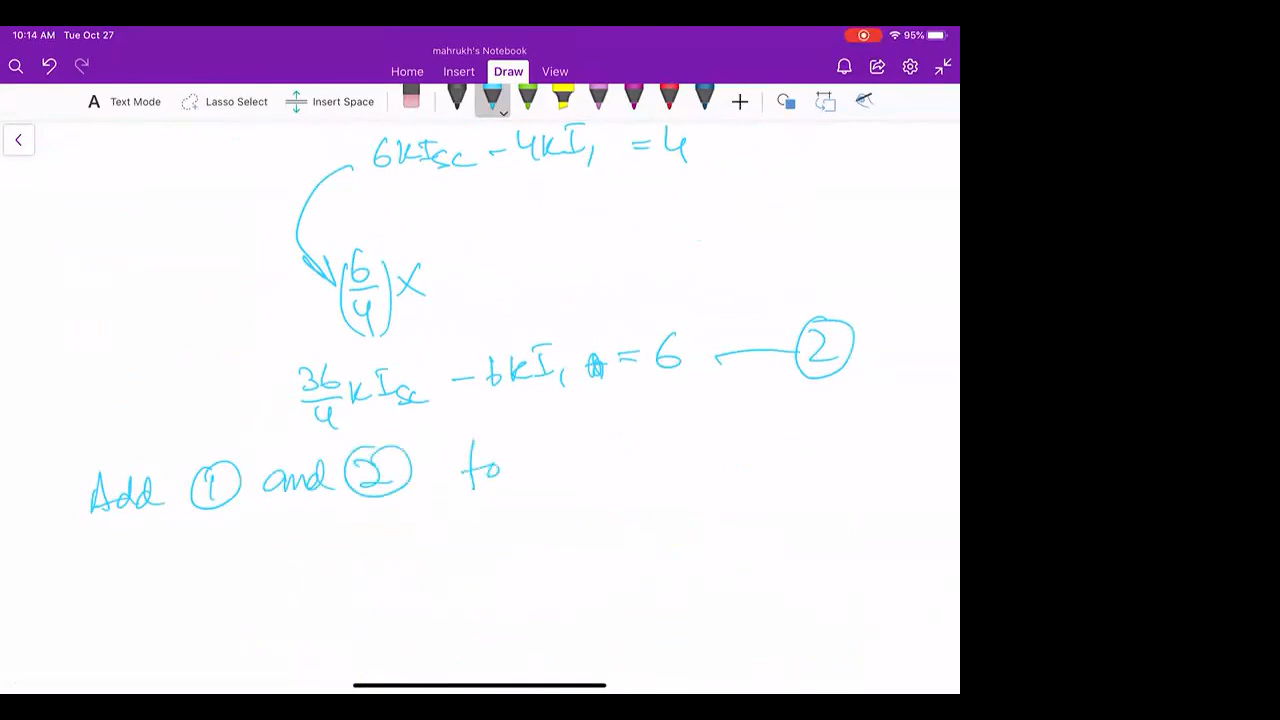 10:14 AM Tue Oct 27
95%
mahrukh's Notebook
Home Insert Draw View
Text Mode Lasso Select Insert Space
6kIsc - 4kI1 = 4
(6/4) ×
36/4 kIsc - 6kI1 = 6 — ②
Add ① and ② to